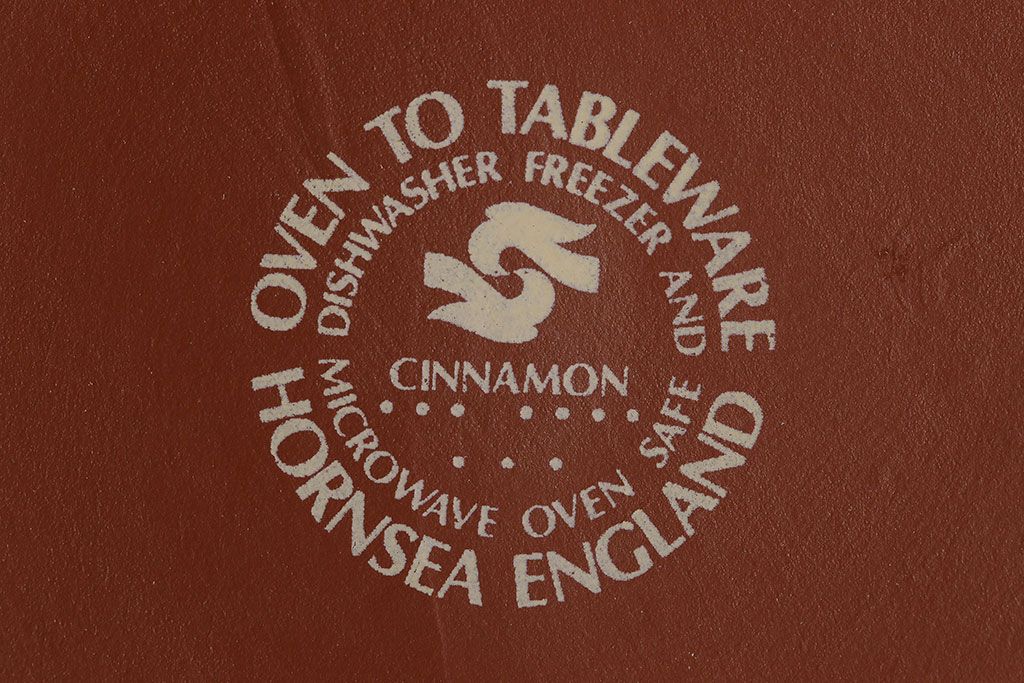 OVEN TO TABLEWARE
DISHWASHER FREEZER AND
CINNAMON
MICROWAVE OVEN SAFE
HORNSEA ENGLAND